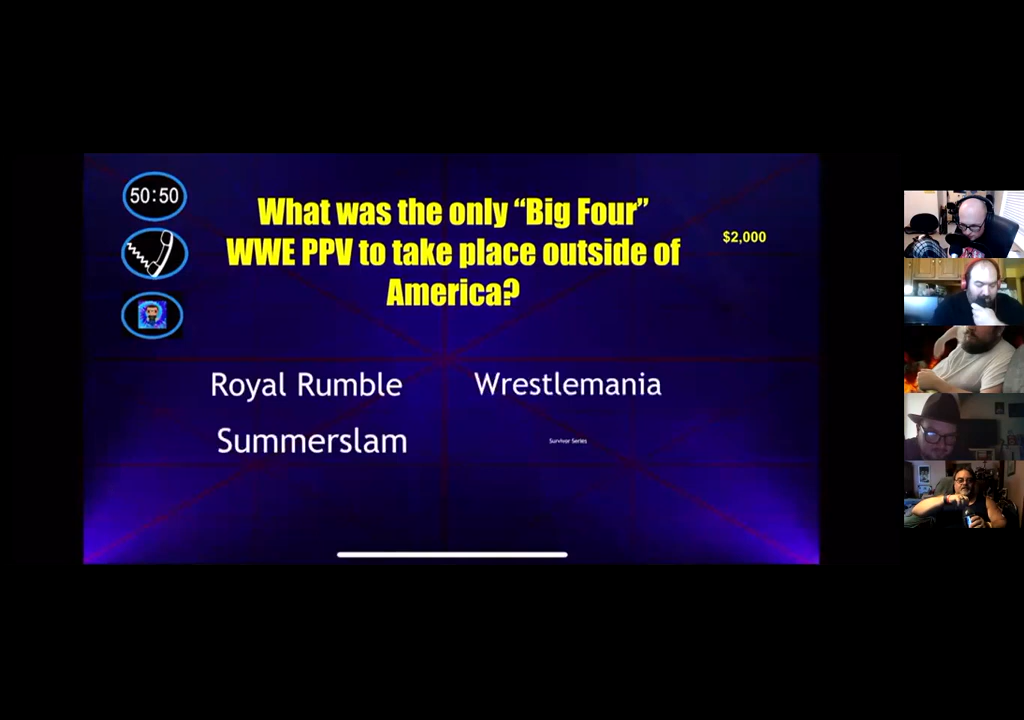 50:50
What was the only “Big Four”
WWE PPV to take place outside of
America?
$2,000
Royal Rumble
Wrestlemania
Summerslam
Survivor Series